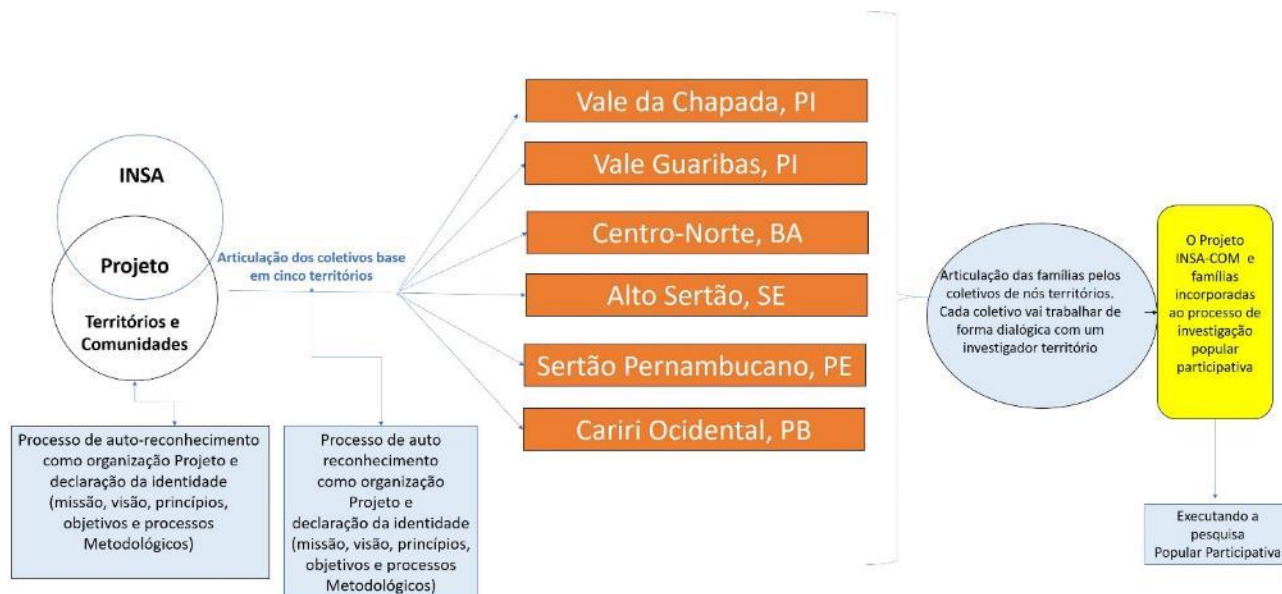 INSA
Projeto
Territórios e
Comunidades
Processo de auto-reconhecimento
como organização Projeto e
declaração da identidade
(missão, visão, princípios,
objetivos e processos
Metodológicos)
Articulação dos coletivos base
em cinco territórios
Processo de auto
reconhecimento
como organização
Projeto e
declaração da identidade
(missão, visão, princípios,
objetivos e processos
Metodológicos)
Vale da Chapada, PI
Vale Guaribas, PI
Centro-Norte, BA
Alto Sertão, SE
Sertão Pernambucano, PE
Cariri Ocidental, PB
Articulação das famílias pelos
coletivos de nós territórios.
Cada coletivo vai trabalhar de
forma dialógica com um
investigador território
O Projeto
INSA-COM e
famílias
incorporadas
ao processo de
investigação
popular
participativa
Executando a
pesquisa
Popular Participativa